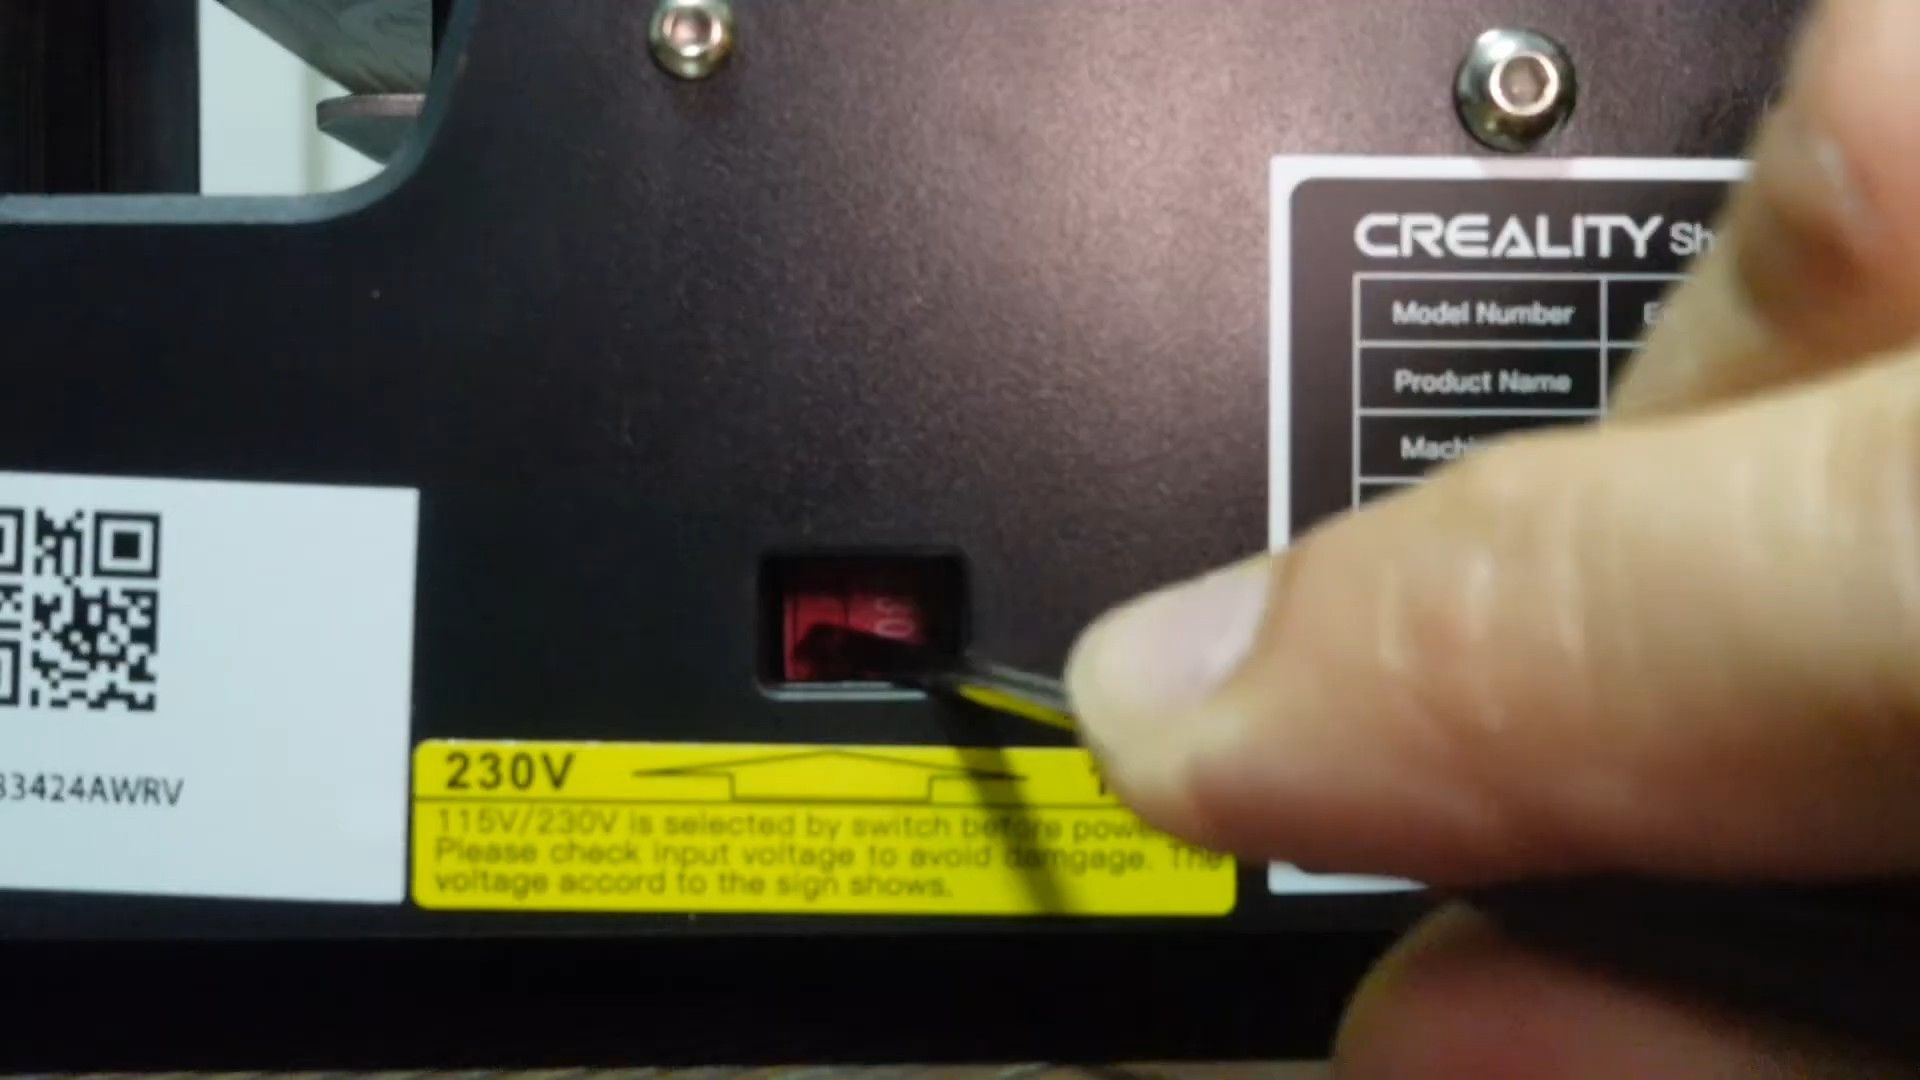 CREALITY
Model Number
Product Name
33424AWRV
230V
115V/230V is selected by switch before
Please check input voltage to avoid damgage. The
voltage accord to the sign shows.